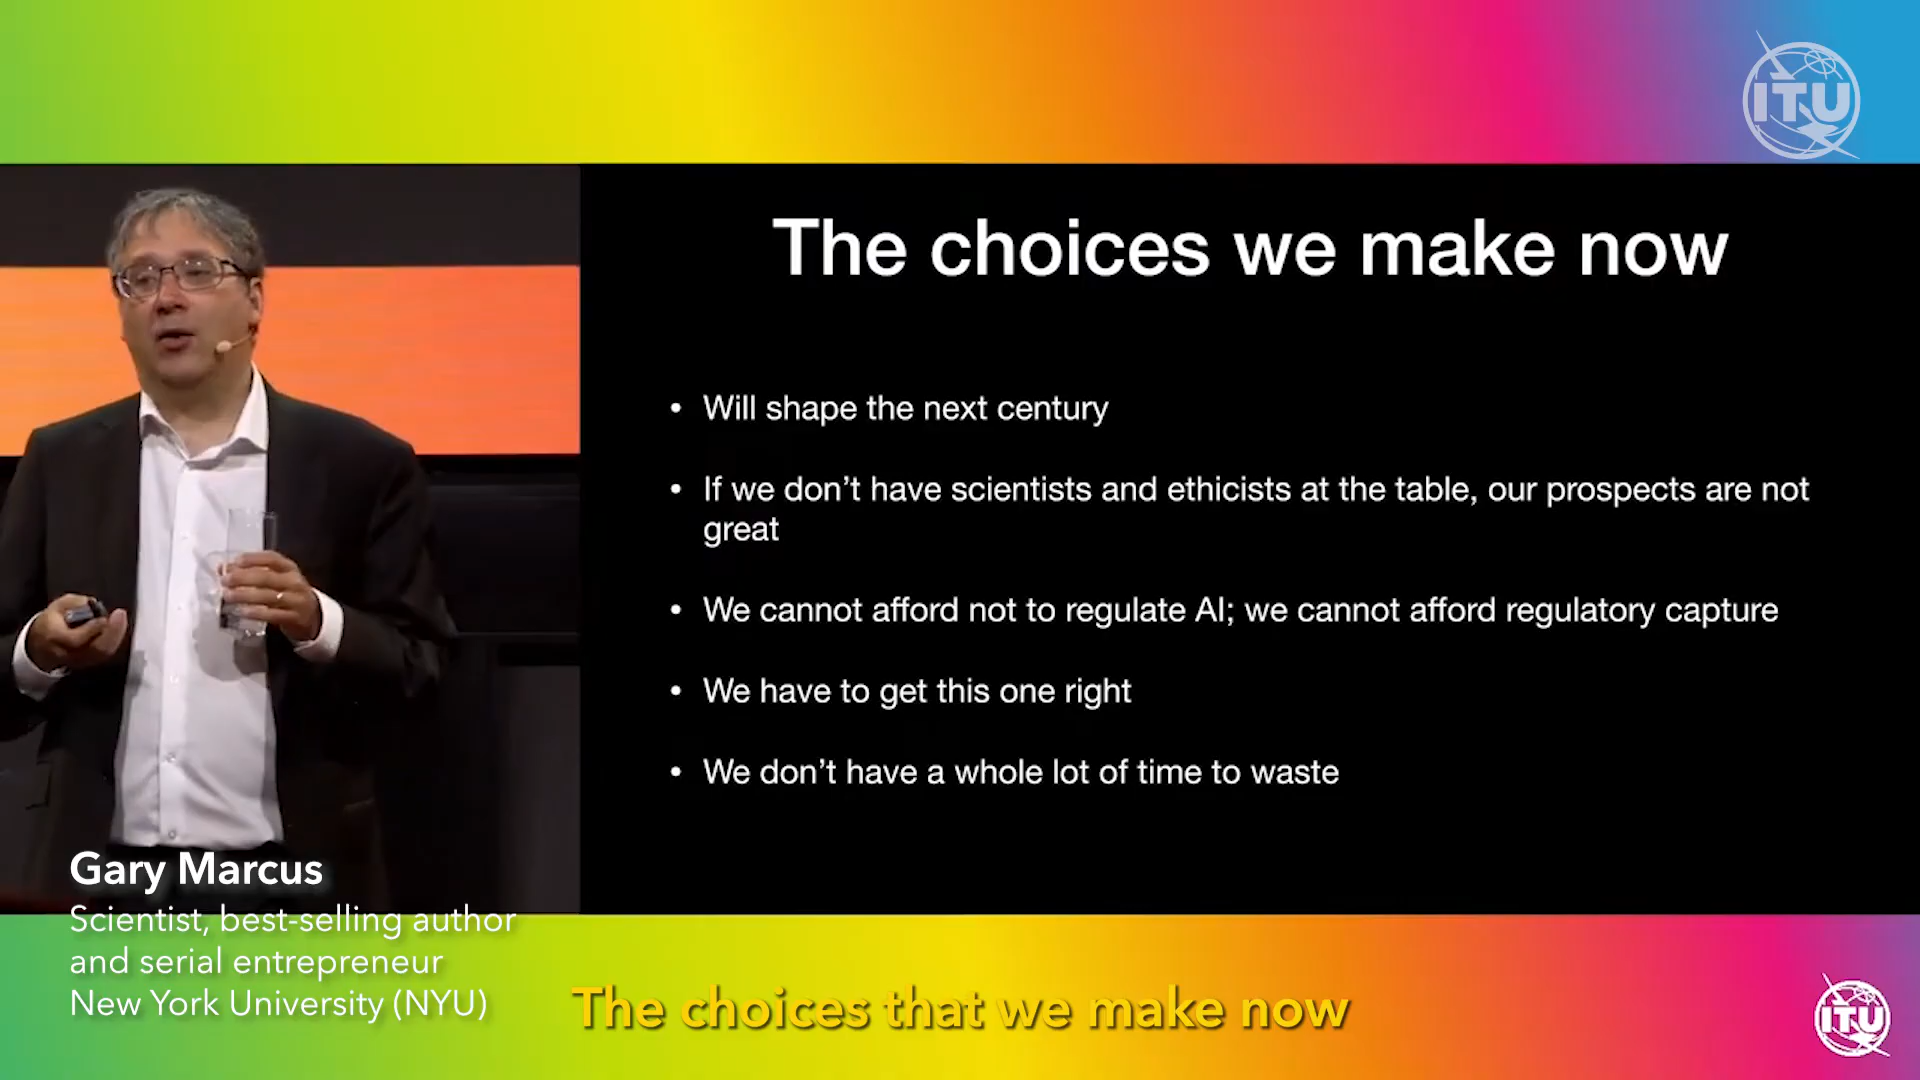 ITU
The choices we make now
• Will shape the next century
• If we don't have scientists and ethicists at the table, our prospects are not
great
• We cannot afford not to regulate AI; we cannot afford regulatory capture
• We have to get this one right
• We don't have a whole lot of time to waste
Gary Marcus
Scientist, best-selling author
and serial entrepreneur
New York University (NYU)
The choices that we make now
ITU